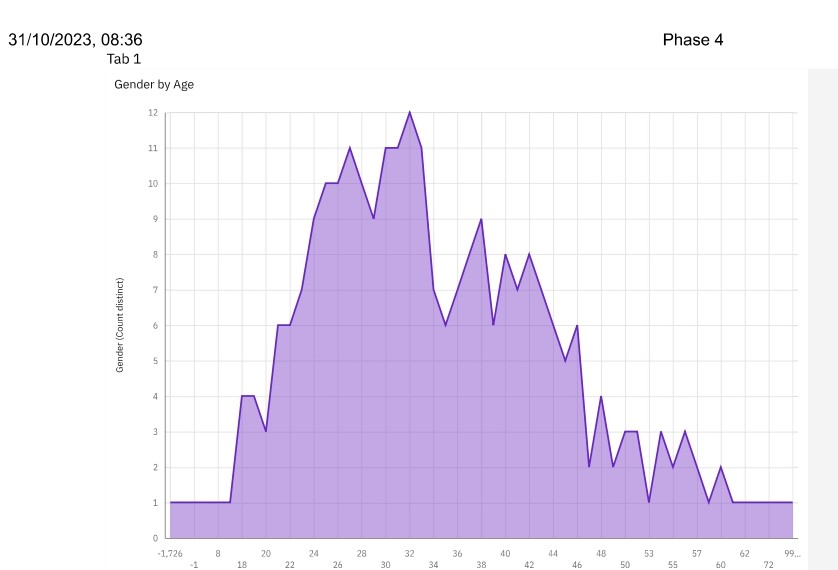 31/10/2023, 08:36 Phase 4
Tab 1
Gender by Age
12
11
10
9
8
7
6
5
4
3
2
1
0
Gender (Count distinct)
-1,726 8 20 24 28 32 36 40 44 48 53 57 62 99...
-1 18 22 26 30 34 38 42 46 50 55 60 72